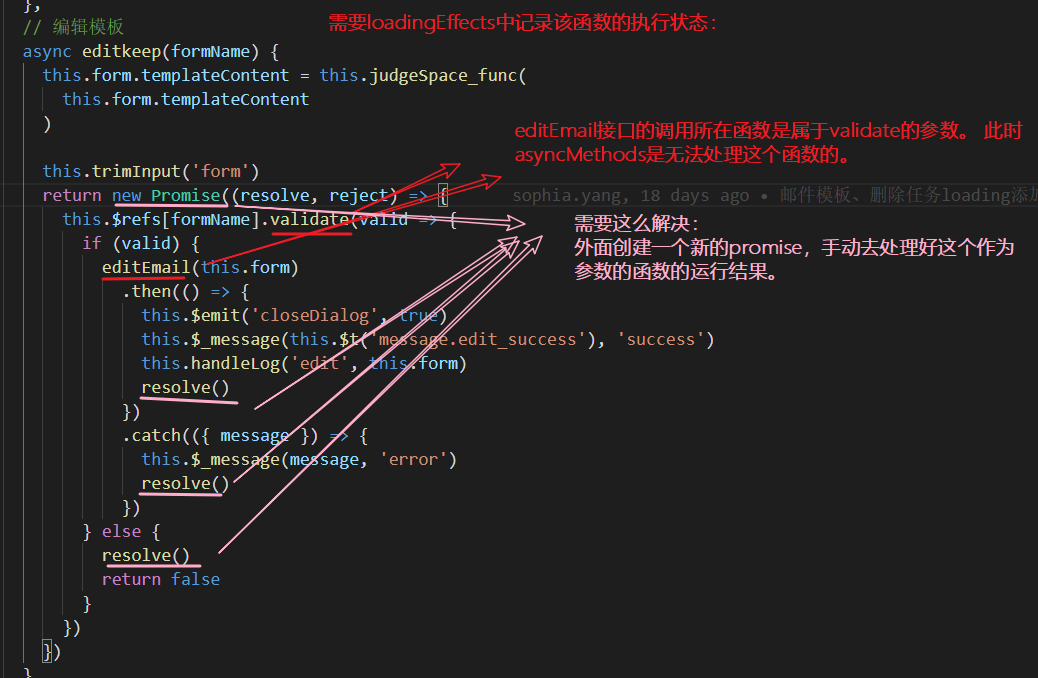 },
// 编辑模板
需要loadingEffects中记录该函数的执行状态：
async editkeep(formName) {
this.form.templateContent = this.judgeSpace_func(
this.form.templateContent
)
editEmail接口的调用所在函数是属于validate的参数。 此时
asyncMethods是无法处理这个函数的。
this.trimInput('form')
return new Promise((resolve, reject) => {
sophia.yang, 18 days ago • 邮件模板、删除任务loading添加
this.$refs[formName].validate(valid => {
需要这么解决：
外面创建一个新的promise，手动去处理好这个作为
参数的函数的运行结果。
if (valid) {
editEmail(this.form)
.then(() => {
this.$emit('closeDialog', true)
this.$_message(this.$t('message.edit_success'), 'success')
this.handleLog('edit', this.form)
resolve()
})
.catch(({ message }) => {
this.$_message(message, 'error')
resolve()
})
} else {
resolve()
return false
}
})
})
}